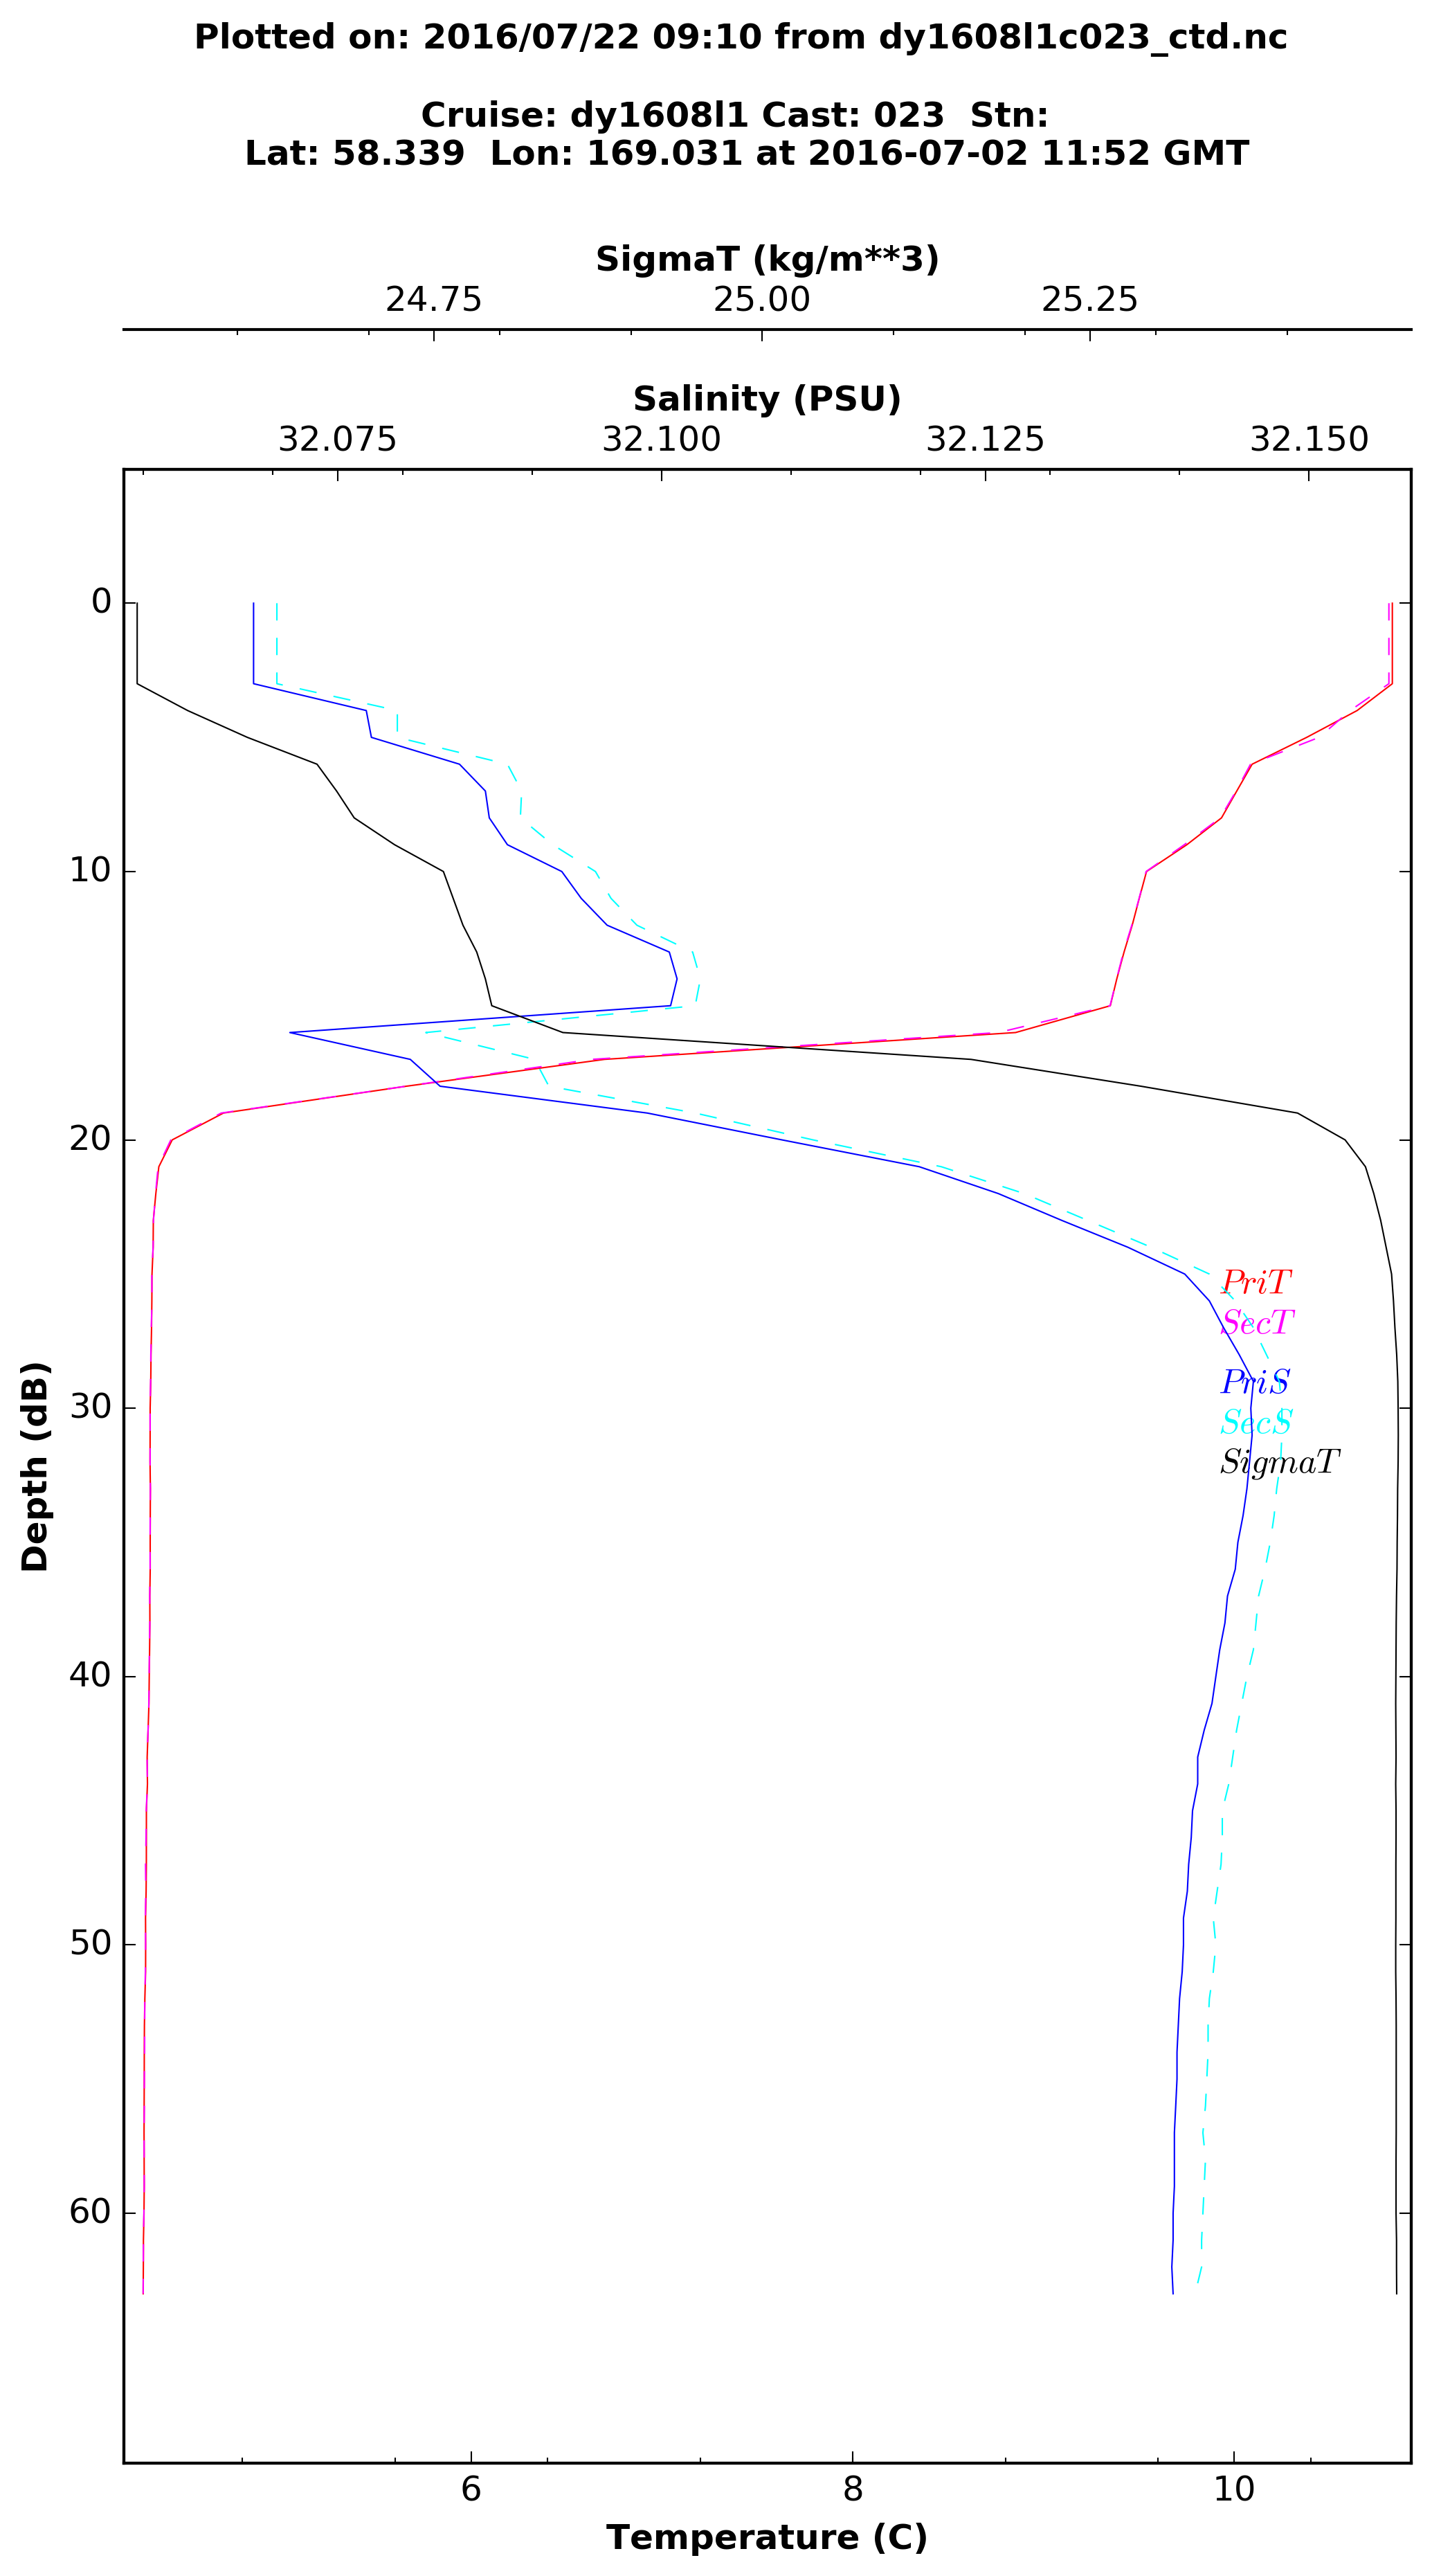 Plotted on: 2016/07/22 09:10 from dy1608l1c023_ctd.nc
Cruise: dy1608l1 Cast: 023  Stn:
Lat: 58.339  Lon: 169.031 at 2016-07-02 11:52 GMT
SigmaT (kg/m**3)
24.75 25.00 25.25
Salinity (PSU)
32.075 32.100 32.125 32.150
0
10
20
PriT
SecT
PriS
30
SecS
SigmaT
Depth (dB)
40
50
60
6 8 10
Temperature (C)